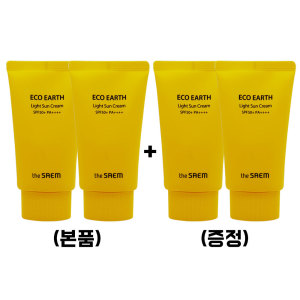 ECO EARTH
Light Sun Cream
SPF50+ PA++++
the SAEM
ECO EARTH
Light Sun Cream
SPF50+ PA++++
the SAEM
+
ECO EARTH
Light Sun Cream
SPF50+ PA++++
the SAEM
ECO EARTH
Light Sun Cream
SPF50+ PA++++
the SAEM
(본품)
(증정)